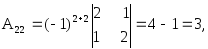 A₂₂ = (-1)²⁺² |2 1; 1 2| = 4 − 1 = 3,